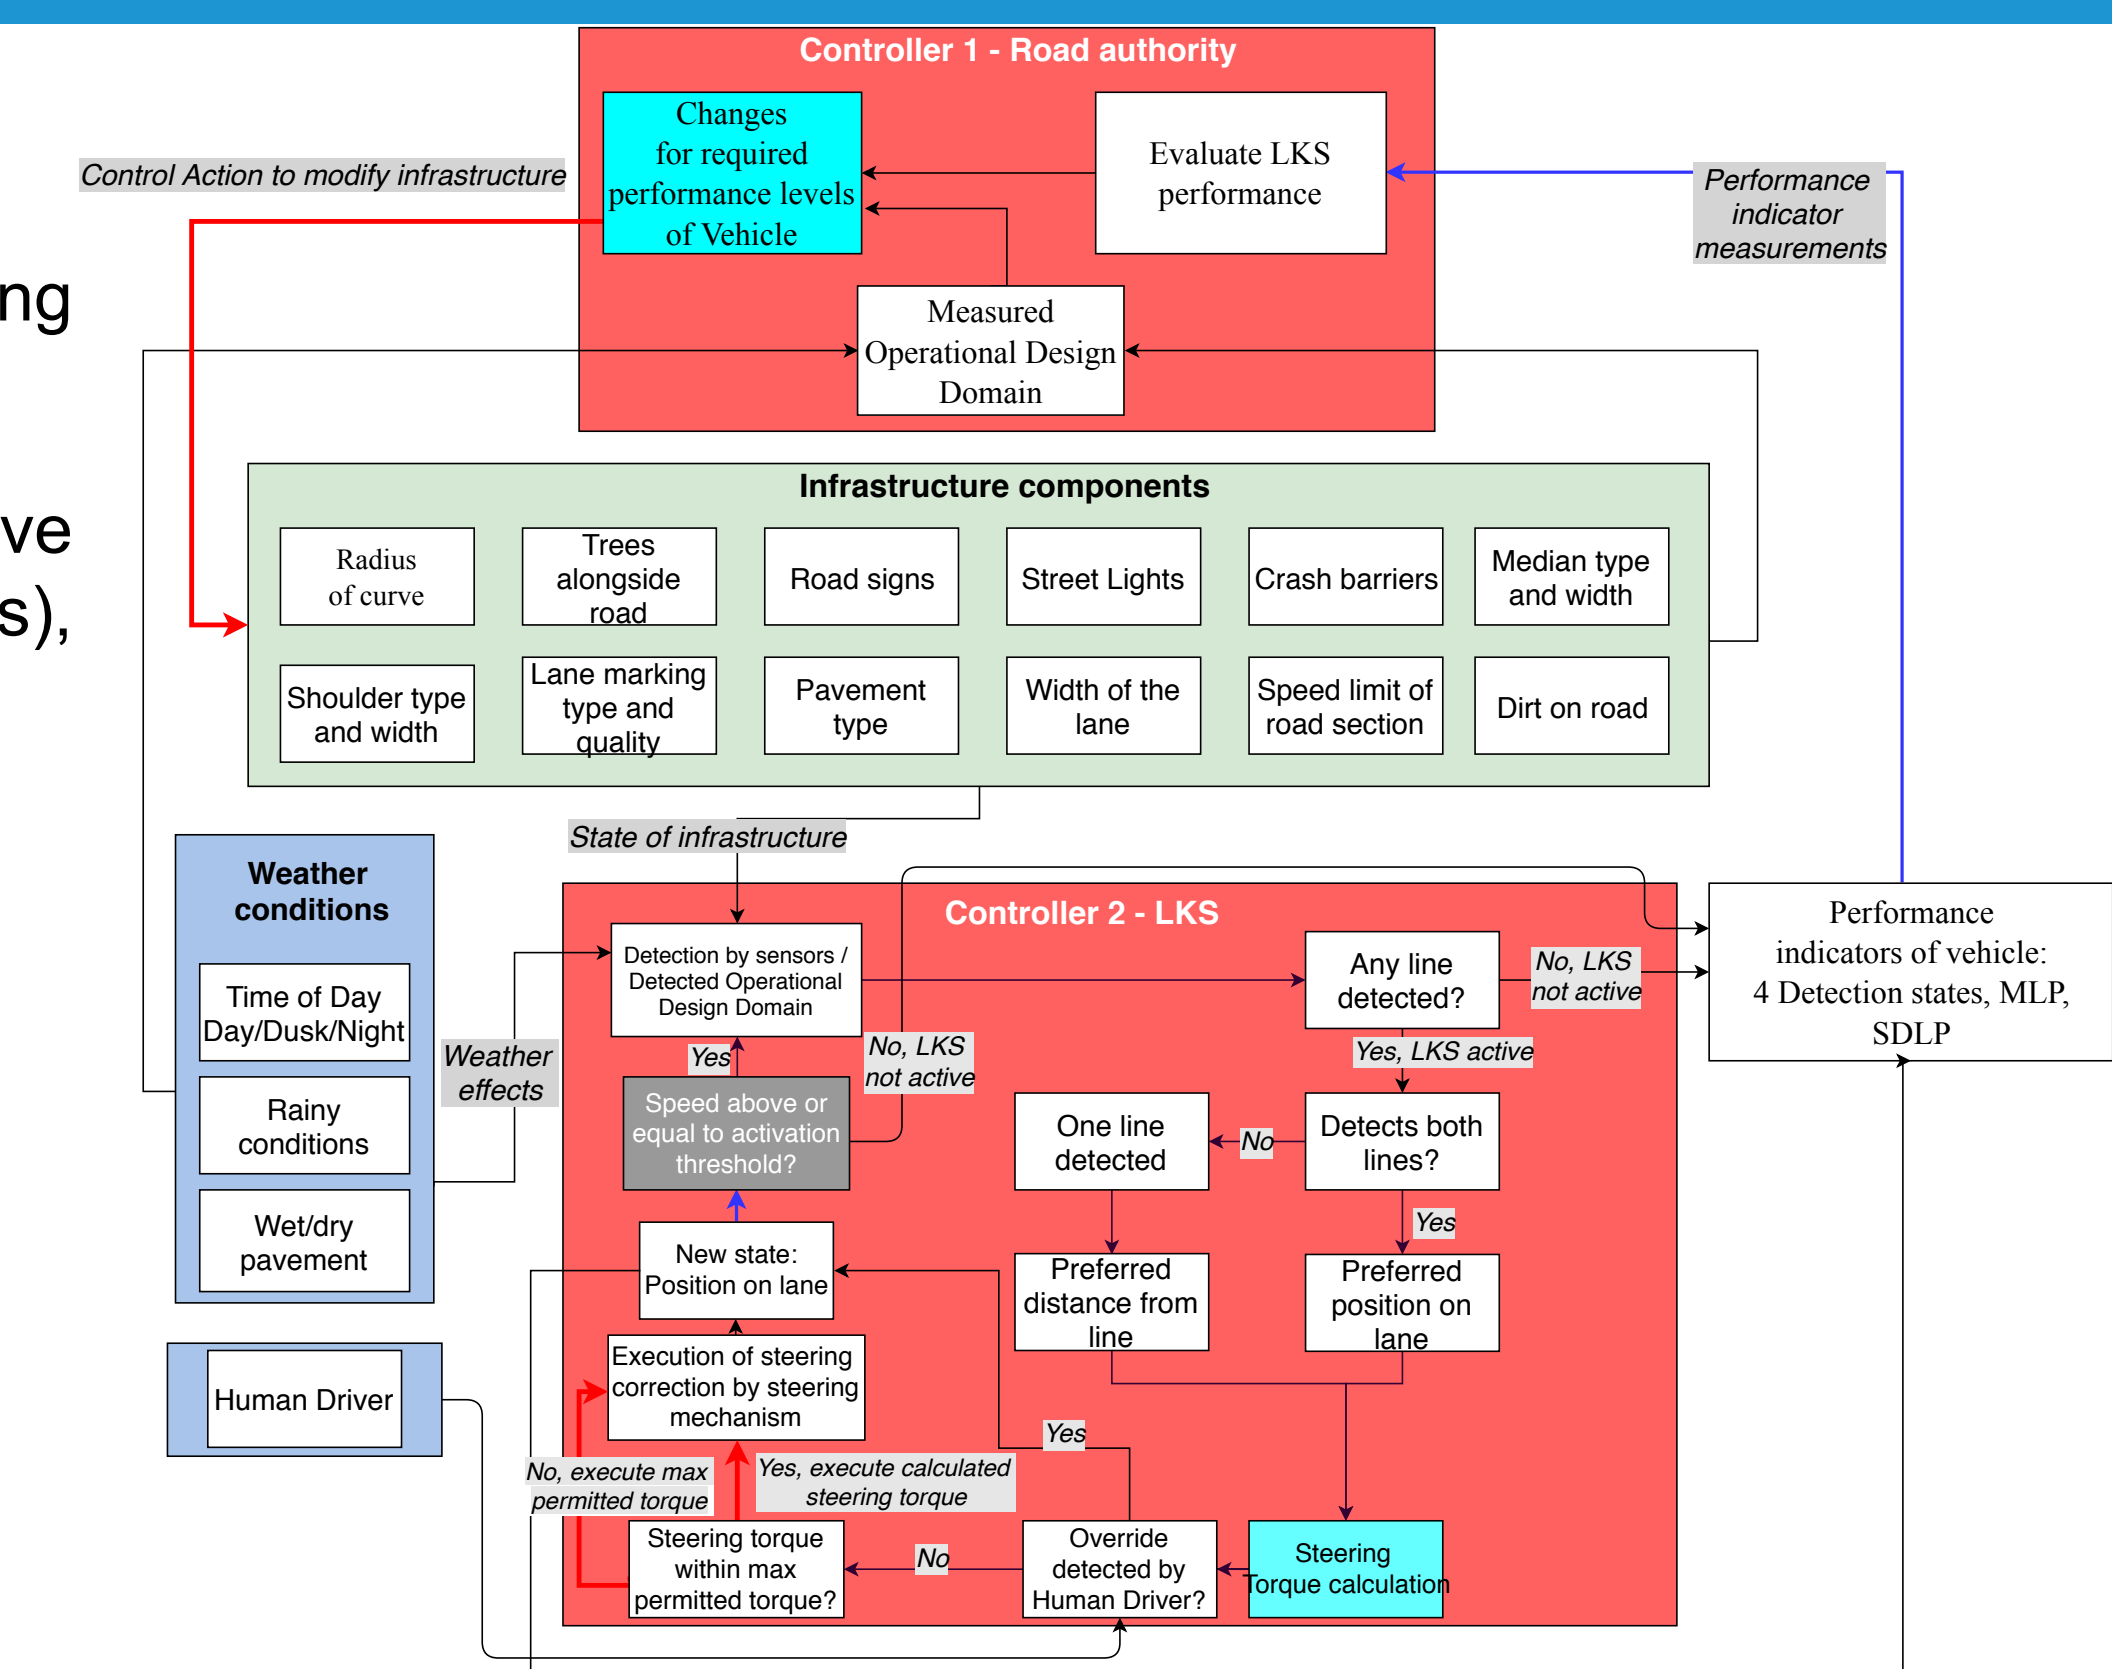 ng
ve
s),
Controller 1 - Road authority
Changes
for required
performance levels
of Vehicle
Evaluate LKS
performance
Control Action to modify infrastructure
Performance
indicator
measurements
Measured
Operational Design
Domain
Infrastructure components
Radius
of curve
Trees
alongside
road
Road signs
Street Lights
Crash barriers
Median type
and width
Shoulder type
and width
Lane marking
type and
quality
Pavement
type
Width of the
lane
Speed limit of
road section
Dirt on road
State of infrastructure
Weather
conditions
Time of Day
Day/Dusk/Night
Rainy
conditions
Wet/dry
pavement
Weather
effects
Human Driver
Controller 2 - LKS
Detection by sensors /
Detected Operational
Design Domain
Any line
detected?
No, LKS
not active
Performance
indicators of vehicle:
4 Detection states, MLP,
SDLP
Yes
No, LKS
not active
Yes, LKS active
Speed above or
equal to activation
threshold?
One line
detected
No
Detects both
lines?
Yes
New state:
Position on lane
Preferred
distance from
line
Preferred
position on
lane
Execution of steering
correction by steering
mechanism
Yes
No, execute max
permitted torque
Yes, execute calculated
steering torque
Steering torque
within max
permitted torque?
No
Override
detected by
Human Driver?
Steering
Torque calculation